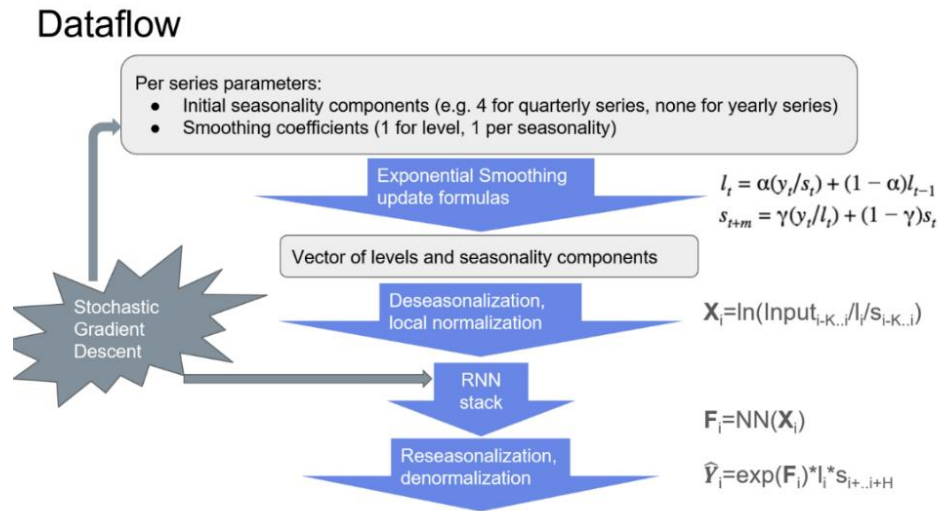 Dataflow
Per series parameters:
● Initial seasonality components (e.g. 4 for quarterly series, none for yearly series)
● Smoothing coefficients (1 for level, 1 per seasonality)
Exponential Smoothing
update formulas
lₜ = α(yₜ/sₜ) + (1 − α)lₜ₋₁
sₜ₊ₘ = γ(yₜ/lₜ) + (1 − γ)sₜ
Vector of levels and seasonality components
Stochastic
Gradient
Descent
Deseasonalization,
local normalization
Xᵢ=ln(Inputᵢ₋K..ᵢ/lᵢ/sᵢ₋K..ᵢ)
RNN
stack
Fᵢ=NN(Xᵢ)
Reseasonalization,
denormalization
Ŷᵢ=exp(Fᵢ)*lᵢ*sᵢ₊..ᵢ₊H